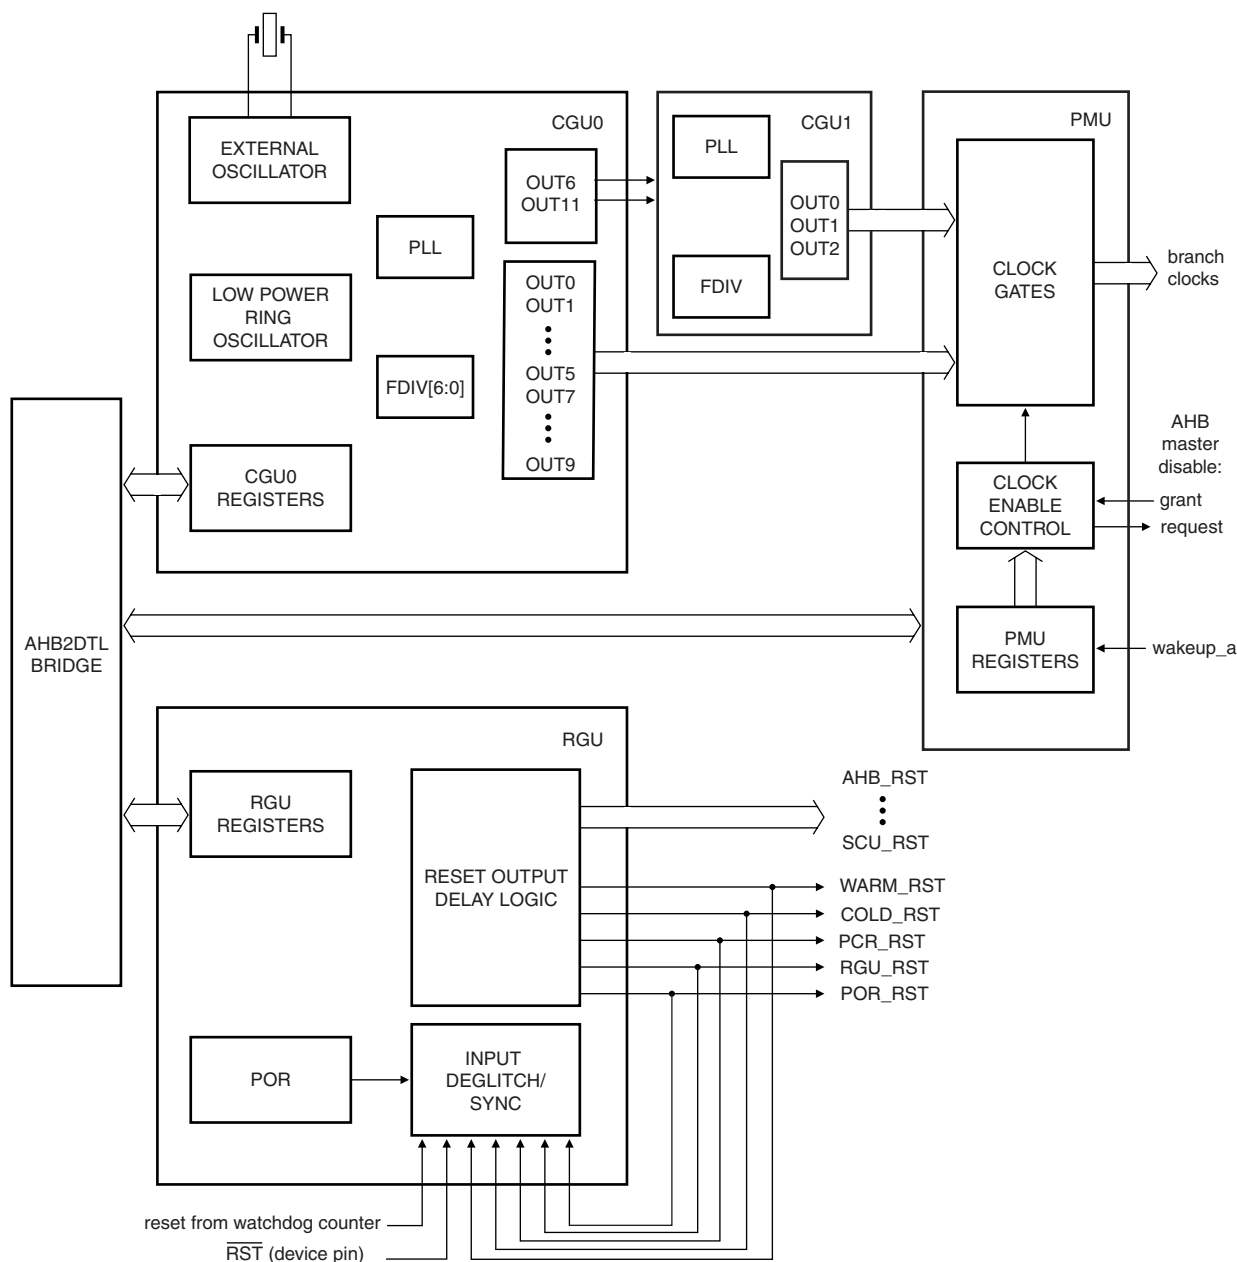 CGU0
EXTERNAL
OSCILLATOR
PLL
LOW POWER
RING
OSCILLATOR
FDIV[6:0]
CGU0
REGISTERS
OUT6
OUT11
OUT0
OUT1
OUT5
OUT7
OUT9
CGU1
PLL
FDIV
OUT0
OUT1
OUT2
PMU
CLOCK
GATES
branch
clocks
CLOCK
ENABLE
CONTROL
AHB
master
disable:
grant
request
PMU
REGISTERS
wakeup_a
AHB2DTL
BRIDGE
RGU
RGU
REGISTERS
RESET OUTPUT
DELAY LOGIC
POR
INPUT
DEGLITCH/
SYNC
AHB_RST
SCU_RST
WARM_RST
COLD_RST
PCR_RST
RGU_RST
POR_RST
reset from watchdog counter
RST (device pin)